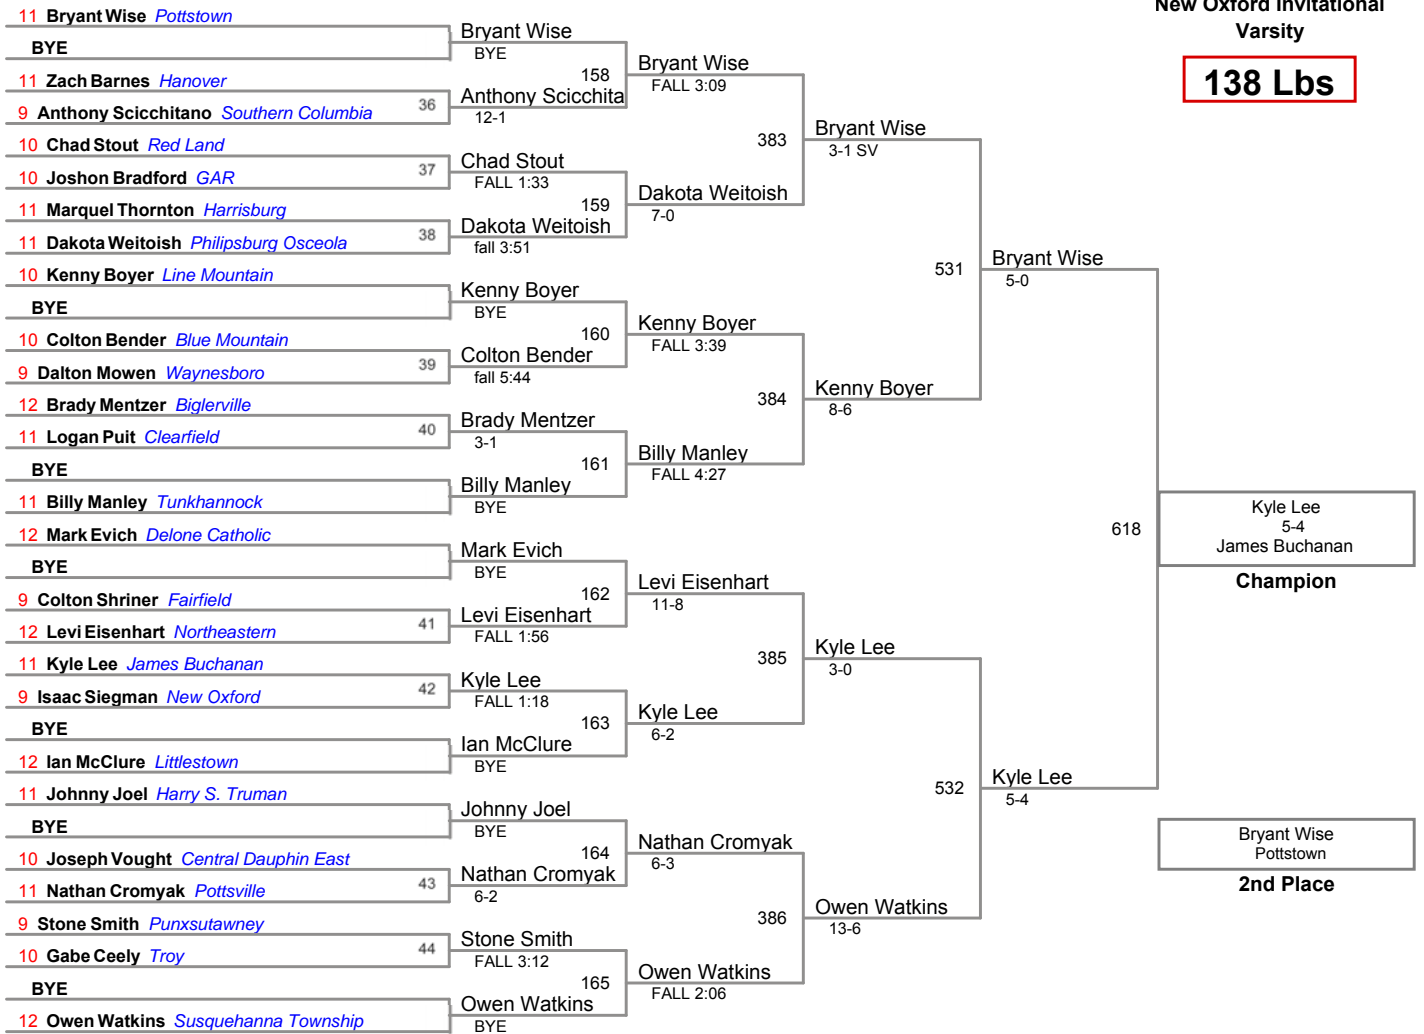 New Oxford Invitational
Varsity
138 Lbs
11 Bryant Wise Pottstown
BYE
11 Zach Barnes Hanover
9 Anthony Scicchitano Southern Columbia
10 Chad Stout Red Land
10 Joshon Bradford GAR
11 Marquel Thornton Harrisburg
11 Dakota Weitoish Philipsburg Osceola
10 Kenny Boyer Line Mountain
BYE
10 Colton Bender Blue Mountain
9 Dalton Mowen Waynesboro
12 Brady Mentzer Biglerville
11 Logan Puit Clearfield
BYE
11 Billy Manley Tunkhannock
12 Mark Evich Delone Catholic
BYE
9 Colton Shriner Fairfield
12 Levi Eisenhart Northeastern
11 Kyle Lee James Buchanan
9 Isaac Siegman New Oxford
BYE
12 Ian McClure Littlestown
11 Johnny Joel Harry S. Truman
BYE
10 Joseph Vought Central Dauphin East
11 Nathan Cromyak Pottsville
9 Stone Smith Punxsutawney
10 Gabe Ceely Troy
BYE
12 Owen Watkins Susquehanna Township
36
37
38
39
40
41
42
43
44
Bryant Wise
BYE
Anthony Scicchita
12-1
Chad Stout
FALL 1:33
Dakota Weitoish
fall 3:51
Kenny Boyer
BYE
Colton Bender
fall 5:44
Brady Mentzer
3-1
Billy Manley
BYE
Mark Evich
BYE
Levi Eisenhart
FALL 1:56
Kyle Lee
FALL 1:18
Ian McClure
BYE
Johnny Joel
BYE
Nathan Cromyak
6-2
Stone Smith
FALL 3:12
Owen Watkins
BYE
158
159
160
161
162
163
164
165
Bryant Wise
FALL 3:09
Dakota Weitoish
7-0
Kenny Boyer
FALL 3:39
Billy Manley
FALL 4:27
Levi Eisenhart
11-8
Kyle Lee
6-2
Nathan Cromyak
6-3
Owen Watkins
FALL 2:06
383
384
385
386
Bryant Wise
3-1 SV
Kenny Boyer
8-6
Kyle Lee
3-0
Owen Watkins
13-6
531
532
Bryant Wise
5-0
Kyle Lee
5-4
618
Kyle Lee
5-4
James Buchanan
Champion
Bryant Wise
Pottstown
2nd Place